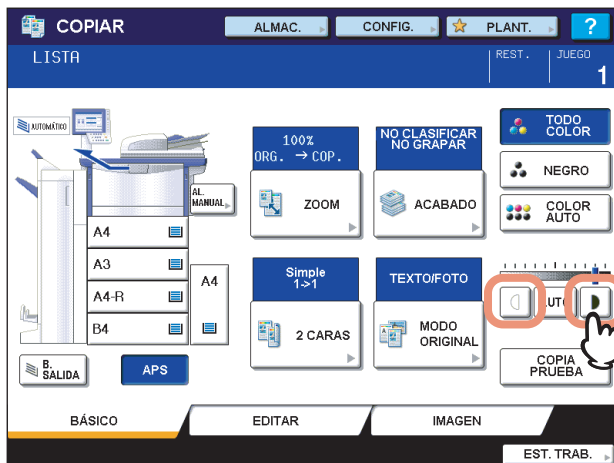 COPIAR
ALMAC.
CONFIG.
PLANT.
?
LISTA
REST.
JUEGO
1
AUTOMÁTICO
100%
ORG. → COP.
NO CLASIFICAR
NO GRAPAR
TODO
COLOR
AL.
MANUAL
ZOOM
ACABADO
NEGRO
COLOR
AUTO
A4
A3
A4-R
B4
A4
Simple
1->1
TEXTO/FOTO
2 CARAS
MODO
ORIGINAL
COPIA
PRUEBA
B.
SALIDA
APS
BÁSICO
EDITAR
IMAGEN
EST. TRAB.